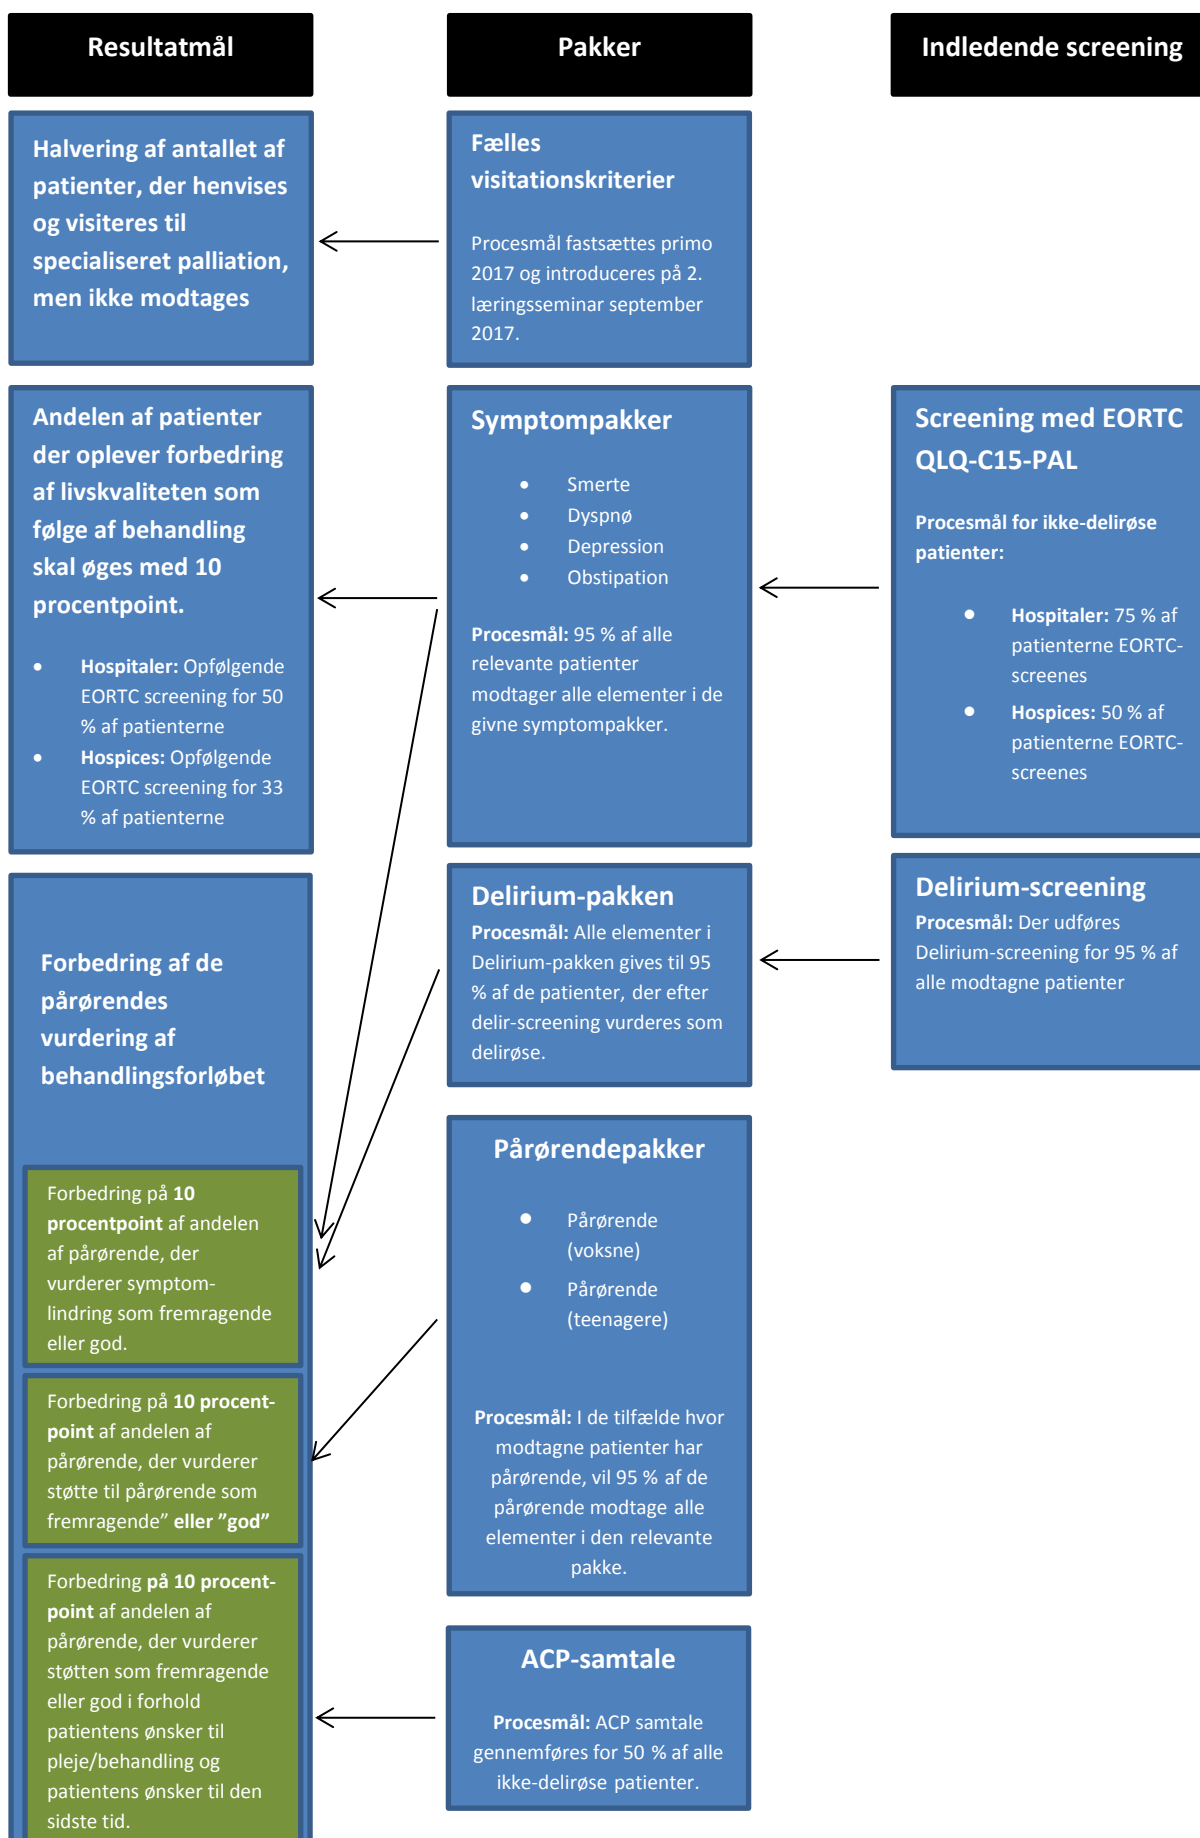 Resultatmål
Pakker
Indledende screening
Halvering af antallet af
patienter, der henvises
og visiteres til
specialiseret palliation,
men ikke modtages
Fælles
visitationskriterier
Procesmål fastsættes primo
2017 og introduceres på 2.
læringsseminar september
2017.
Andelen af patienter
der oplever forbedring
af livskvaliteten som
følge af behandling
skal øges med 10
procentpoint.
• Hospitaler: Opfølgende
EORTC screening for 50
% af patienterne
• Hospices: Opfølgende
EORTC screening for 33
% af patienterne
Symptompakker
• Smerte
• Dyspnø
• Depression
• Obstipation
Procesmål: 95 % af alle
relevante patienter
modtager alle elementer i de
givne symptompakker.
Screening med EORTC
QLQ-C15-PAL
Procesmål for ikke-delirøse
patienter:
• Hospitaler: 75 % af
patienterne EORTC-
screenes
• Hospices: 50 % af
patienterne EORTC-
screenes
Forbedring af de
pårørendes
vurdering af
behandlingsforløbet
Forbedring på 10
procentpoint af andelen
af pårørende, der
vurderer symptom-
lindring som fremragende
eller god.
Forbedring på 10 procent-
point af andelen af
pårørende, der vurderer
støtte til pårørende som
fremragende” eller ”god”
Forbedring på 10 procent-
point af andelen af
pårørende, der vurderer
støtten som fremragende
eller god i forhold
patientens ønsker til
pleje/behandling og
patientens ønsker til den
sidste tid.
Delirium-pakken
Procesmål: Alle elementer i
Delirium-pakken gives til 95
% af de patienter, der efter
delir-screening vurderes som
delirøse.
Delirium-screening
Procesmål: Der udføres
Delirium-screening for 95 % af
alle modtagne patienter
Pårørendepakker
• Pårørende
(voksne)
• Pårørende
(teenagere)
Procesmål: I de tilfælde hvor
modtagne patienter har
pårørende, vil 95 % af de
pårørende modtage alle
elementer i den relevante
pakke.
ACP-samtale
Procesmål: ACP samtale
gennemføres for 50 % af alle
ikke-delirøse patienter.